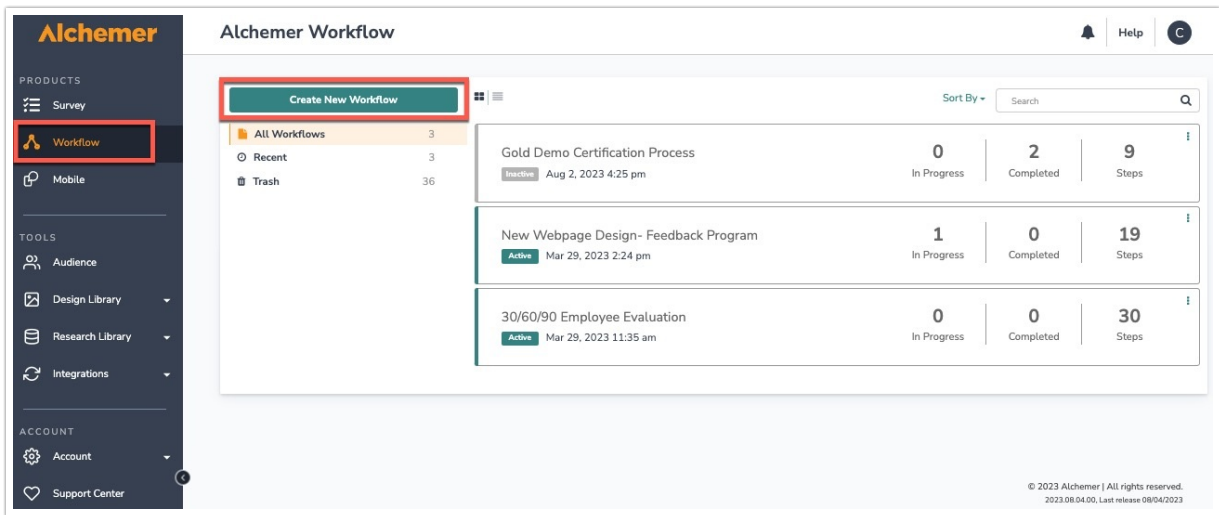 Alchemer
Alchemer Workflow
Help
C
PRODUCTS
Survey
Workflow
Mobile
TOOLS
Audience
Design Library
Research Library
Integrations
ACCOUNT
Account
Support Center
Create New Workflow
All Workflows 3
Recent 3
Trash 36
Sort By
Search
Gold Demo Certification Process
Inactive Aug 2, 2023 4:25 pm
0 2 9
In Progress Completed Steps
New Webpage Design- Feedback Program
Active Mar 29, 2023 2:24 pm
1 0 19
In Progress Completed Steps
30/60/90 Employee Evaluation
Active Mar 29, 2023 11:35 am
0 0 30
In Progress Completed Steps
© 2023 Alchemer | All rights reserved.
2023.08.04.00, Last release 08/04/2023